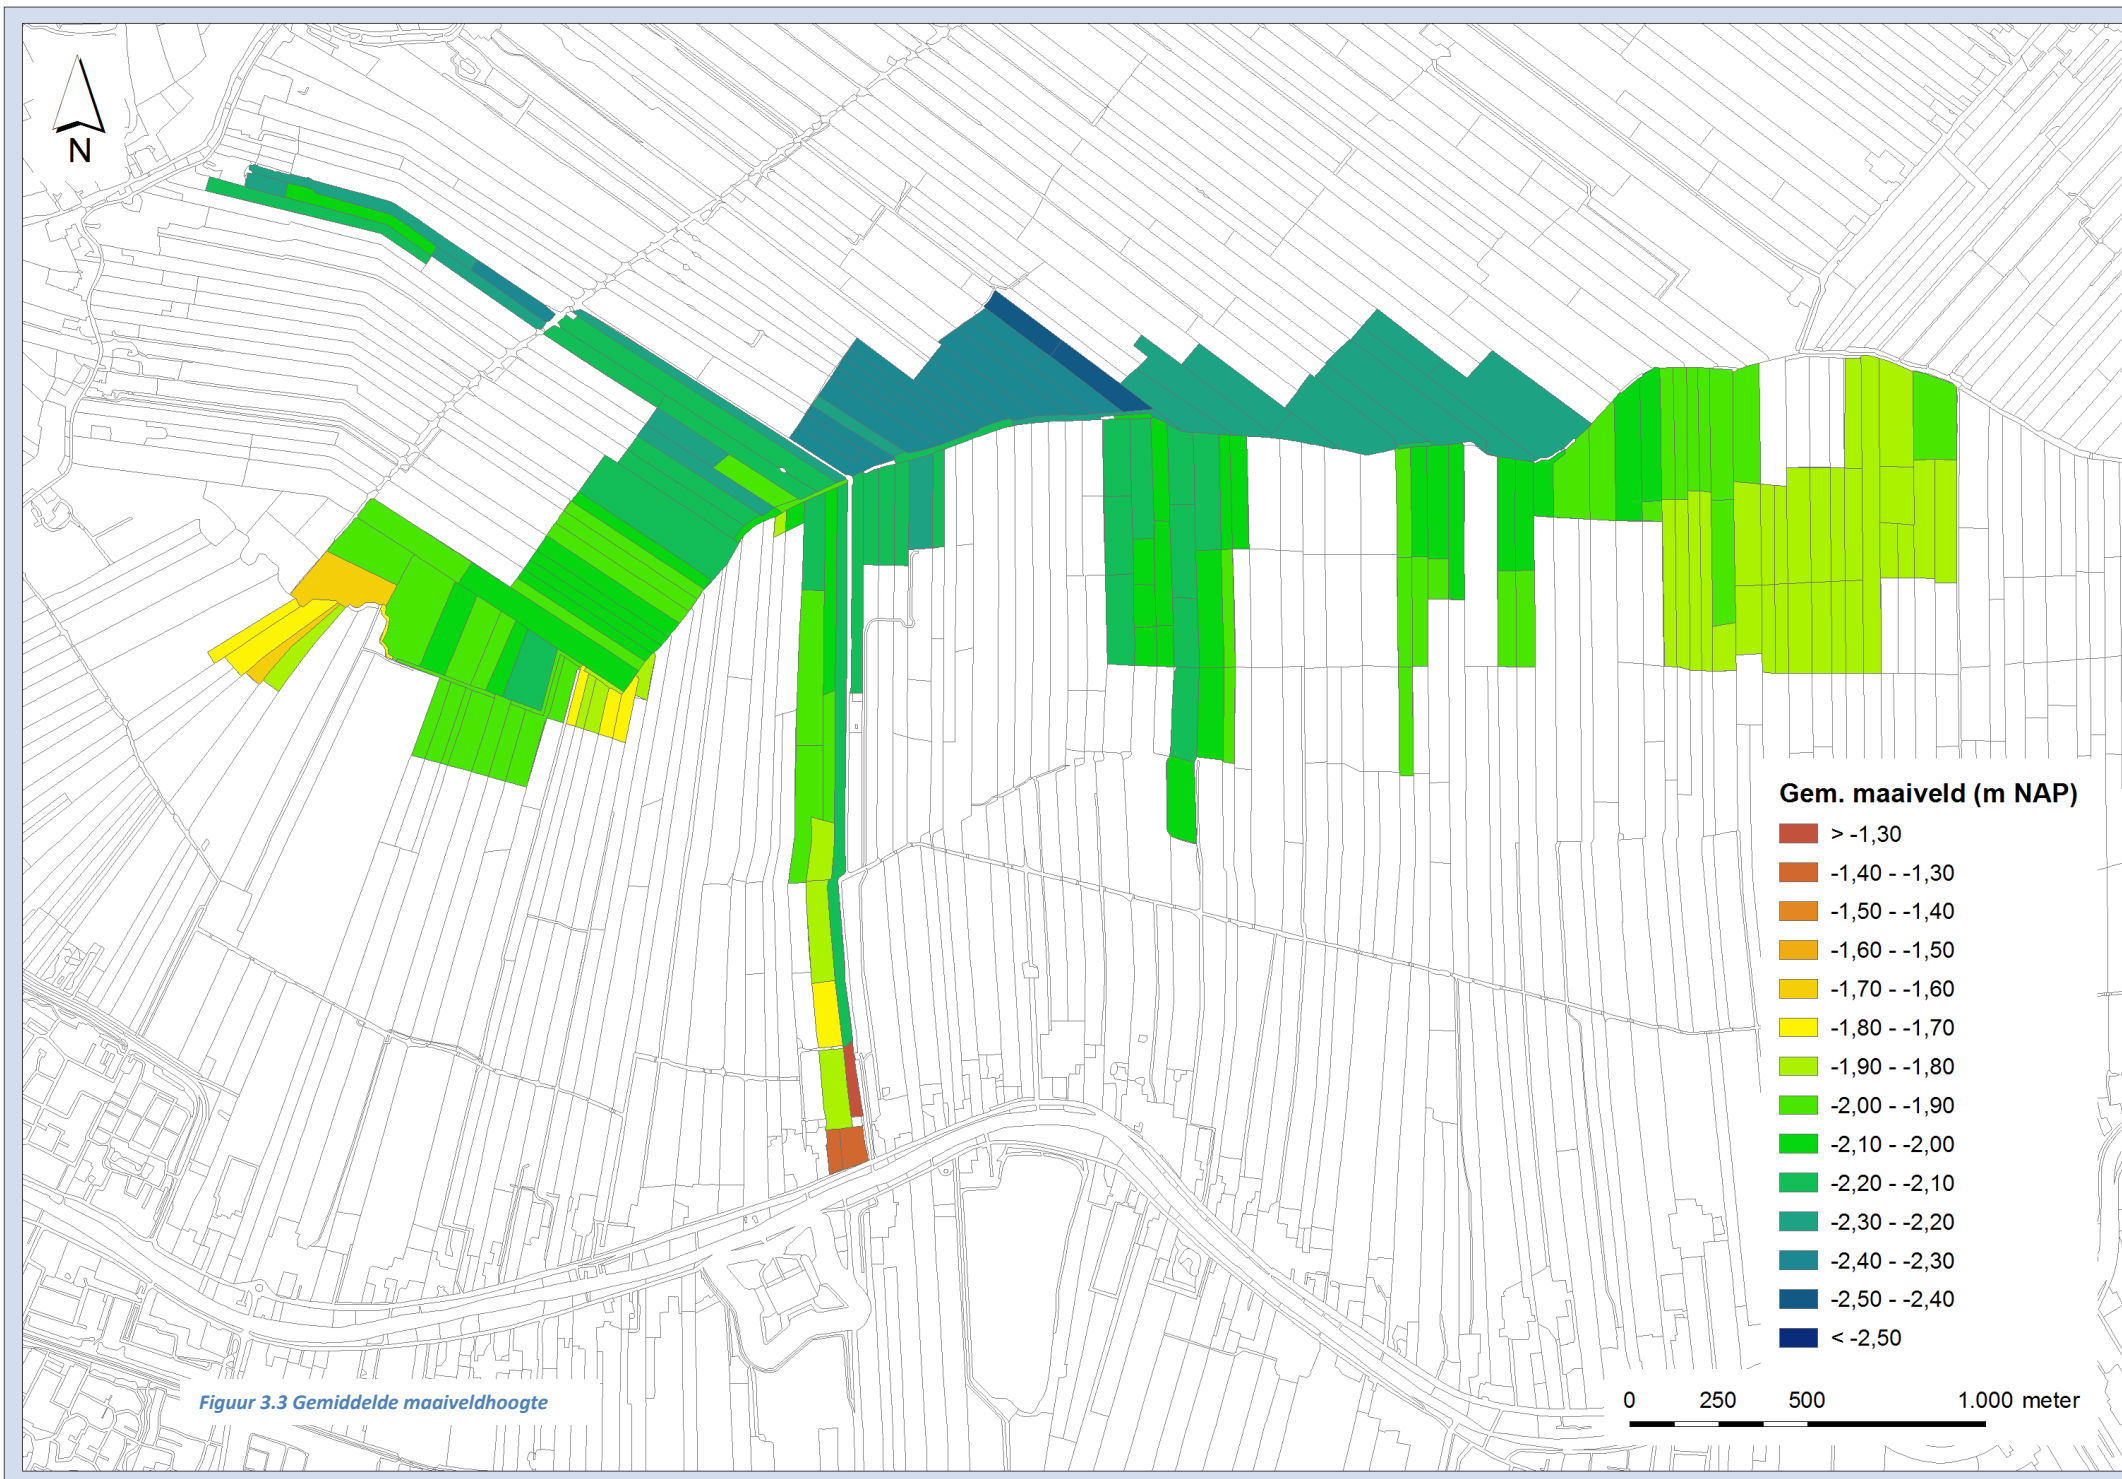 N
Gem. maaiveld (m NAP)
> -1,30
-1,40 - -1,30
-1,50 - -1,40
-1,60 - -1,50
-1,70 - -1,60
-1,80 - -1,70
-1,90 - -1,80
-2,00 - -1,90
-2,10 - -2,00
-2,20 - -2,10
-2,30 - -2,20
-2,40 - -2,30
-2,50 - -2,40
< -2,50
0 250 500 1.000 meter
Figuur 3.3 Gemiddelde maaiveldhoogte